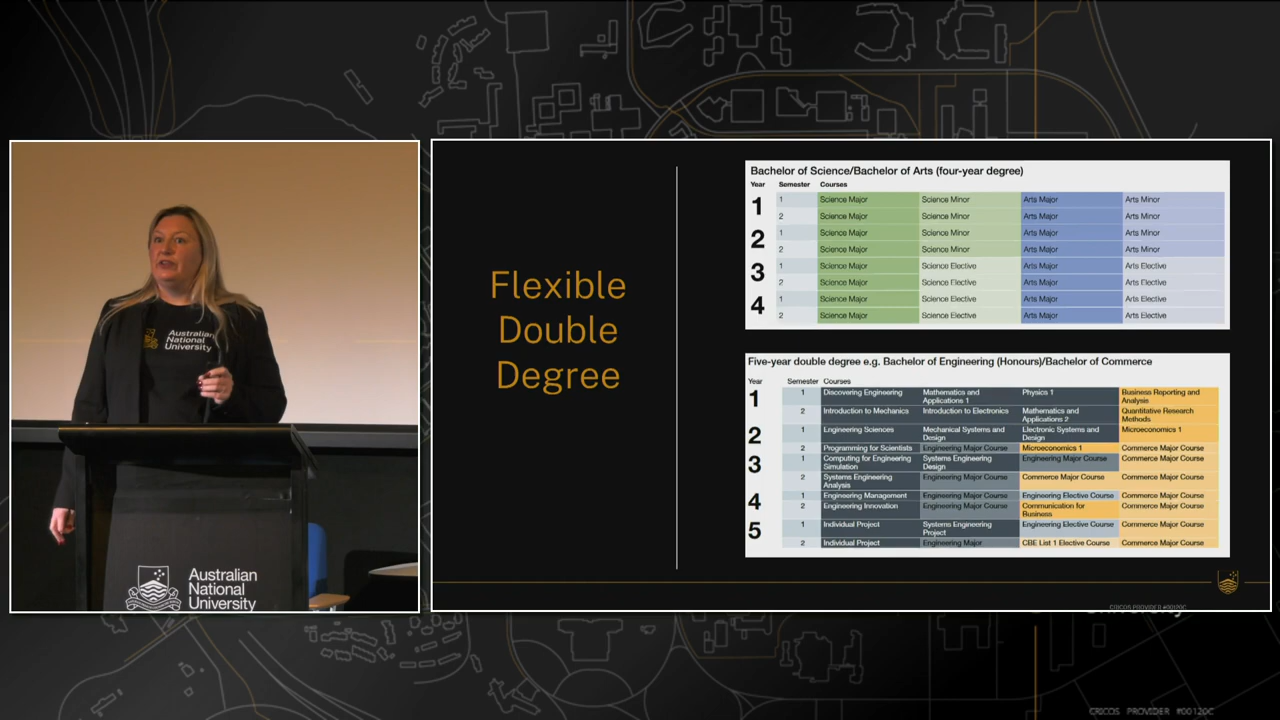 Australian
National
University
Australian
National
University
Flexible
Double
Degree
Bachelor of Science/Bachelor of Arts (four-year degree)
Year Semester Courses
1 1 Science Major Science Minor Arts Major Arts Minor
2 Science Major Science Minor Arts Major Arts Minor
2 1 Science Major Science Minor Arts Major Arts Minor
2 Science Major Science Minor Arts Major Arts Minor
3 1 Science Major Science Elective Arts Major Arts Elective
2 Science Major Science Elective Arts Major Arts Elective
4 1 Science Major Science Elective Arts Major Arts Elective
2 Science Major Science Elective Arts Major Arts Elective
Five-year double degree e.g. Bachelor of Engineering (Honours)/Bachelor of Commerce
Year Semester Courses
1 1 Discovering Engineering Mathematics and Physics 1 Business Reporting and
Applications 1 Analysis
2 Introduction to Mechanics Introduction to Electronics Mathematics and Quantitative Research
Applications 2 Methods
2 1 Engineering Sciences Mechanical Systems and Electronic Systems and Microeconomics 1
Design Design
2 Programming for Scientists Engineering Major Course Microeconomics 1 Commerce Major Course
3 1 Computing for Engineering Systems Engineering Engineering Major Course Commerce Major Course
Simulation Design
2 Systems Engineering Engineering Major Course Commerce Major Course Commerce Major Course
Analysis
4 1 Engineering Management Engineering Major Course Engineering Elective Course Commerce Major Course
2 Engineering Innovation Engineering Major Course Communication for Commerce Major Course
Business
5 1 Individual Project Systems Engineering Engineering Elective Course Commerce Major Course
Project
2 Individual Project Engineering Major CBE List 1 Elective Course Commerce Major Course
CRICOS PROVIDER #00120C
University
CRICOS PROVIDER #00120C